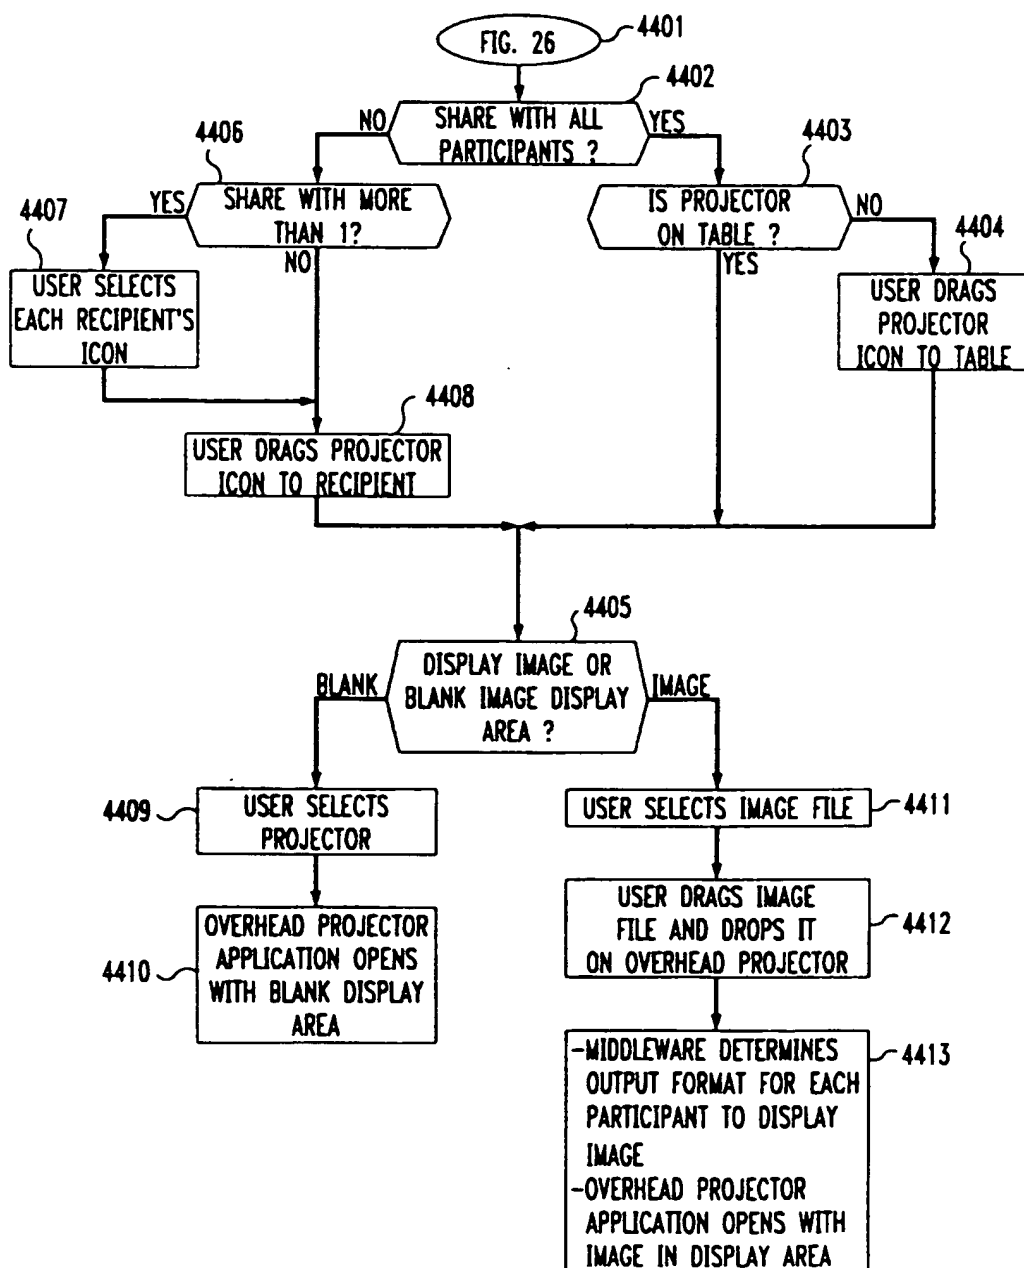 FIG. 26
4401
4402
NO
SHARE WITH ALL
PARTICIPANTS ?
YES
4406
4403
YES
SHARE WITH MORE
THAN 1?
NO
IS PROJECTOR
ON TABLE ?
NO
YES
4407
USER SELECTS
EACH RECIPIENT'S
ICON
4404
USER DRAGS
PROJECTOR
ICON TO TABLE
4408
USER DRAGS PROJECTOR
ICON TO RECIPIENT
4405
BLANK
DISPLAY IMAGE OR
BLANK IMAGE DISPLAY
AREA ?
IMAGE
4409
USER SELECTS
PROJECTOR
USER SELECTS IMAGE FILE
4411
4410
OVERHEAD PROJECTOR
APPLICATION OPENS
WITH BLANK DISPLAY
AREA
USER DRAGS IMAGE
FILE AND DROPS IT
ON OVERHEAD PROJECTOR
4412
-MIDDLEWARE DETERMINES
OUTPUT FORMAT FOR EACH
PARTICIPANT TO DISPLAY
IMAGE
-OVERHEAD PROJECTOR
APPLICATION OPENS WITH
IMAGE IN DISPLAY AREA
4413